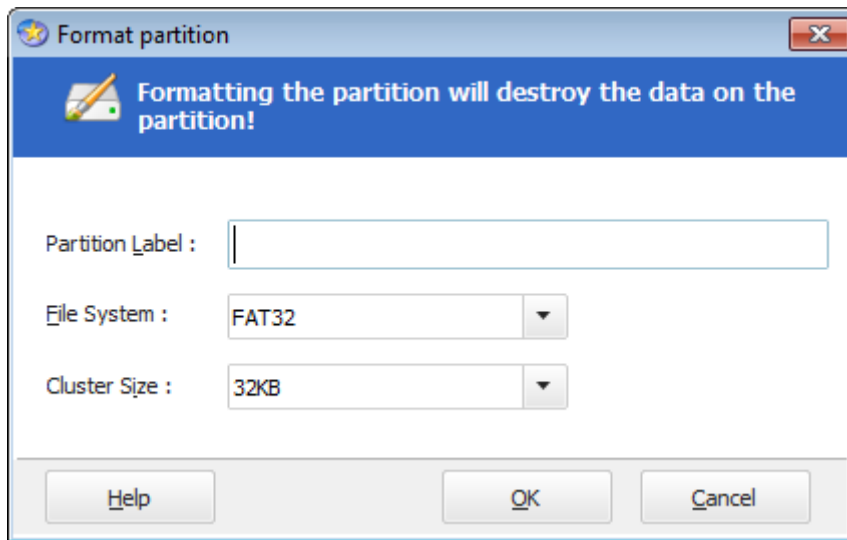 Format partition
Formatting the partition will destroy the data on the
partition!
Partition Label :
File System :
FAT32
Cluster Size :
32KB
Help
OK
Cancel